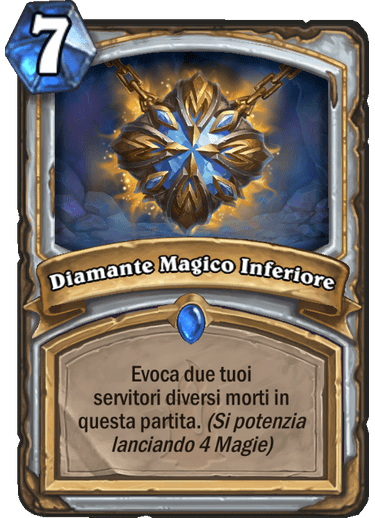 7
Diamante Magico Inferiore
Evoca due tuoi
servitori diversi morti in
questa partita. (Si potenzia
lanciando 4 Magie)